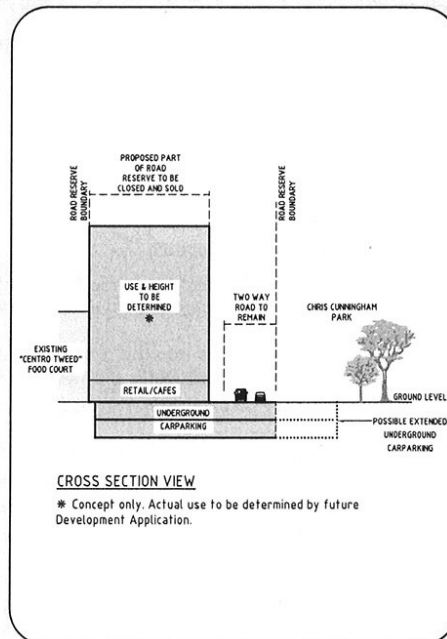 PROPOSED PART
OF ROAD
RESERVE TO BE
CLOSED AND SOLD
ROAD RESERVE
BOUNDARY
ROAD RESERVE
BOUNDARY
USE & HEIGHT
TO BE
DETERMINED
*
TWO WAY
ROAD TO
REMAIN
CHRIS CUNNINGHAM
PARK
EXISTING
"CENTRO TWEED"
FOOD COURT
RETAIL/CAFES
GROUND LEVEL
UNDERGROUND
CARPARKING
POSSIBLE EXTENDED
UNDERGROUND
CARPARKING
CROSS SECTION VIEW
* Concept only. Actual use to be determined by future
Development Application.